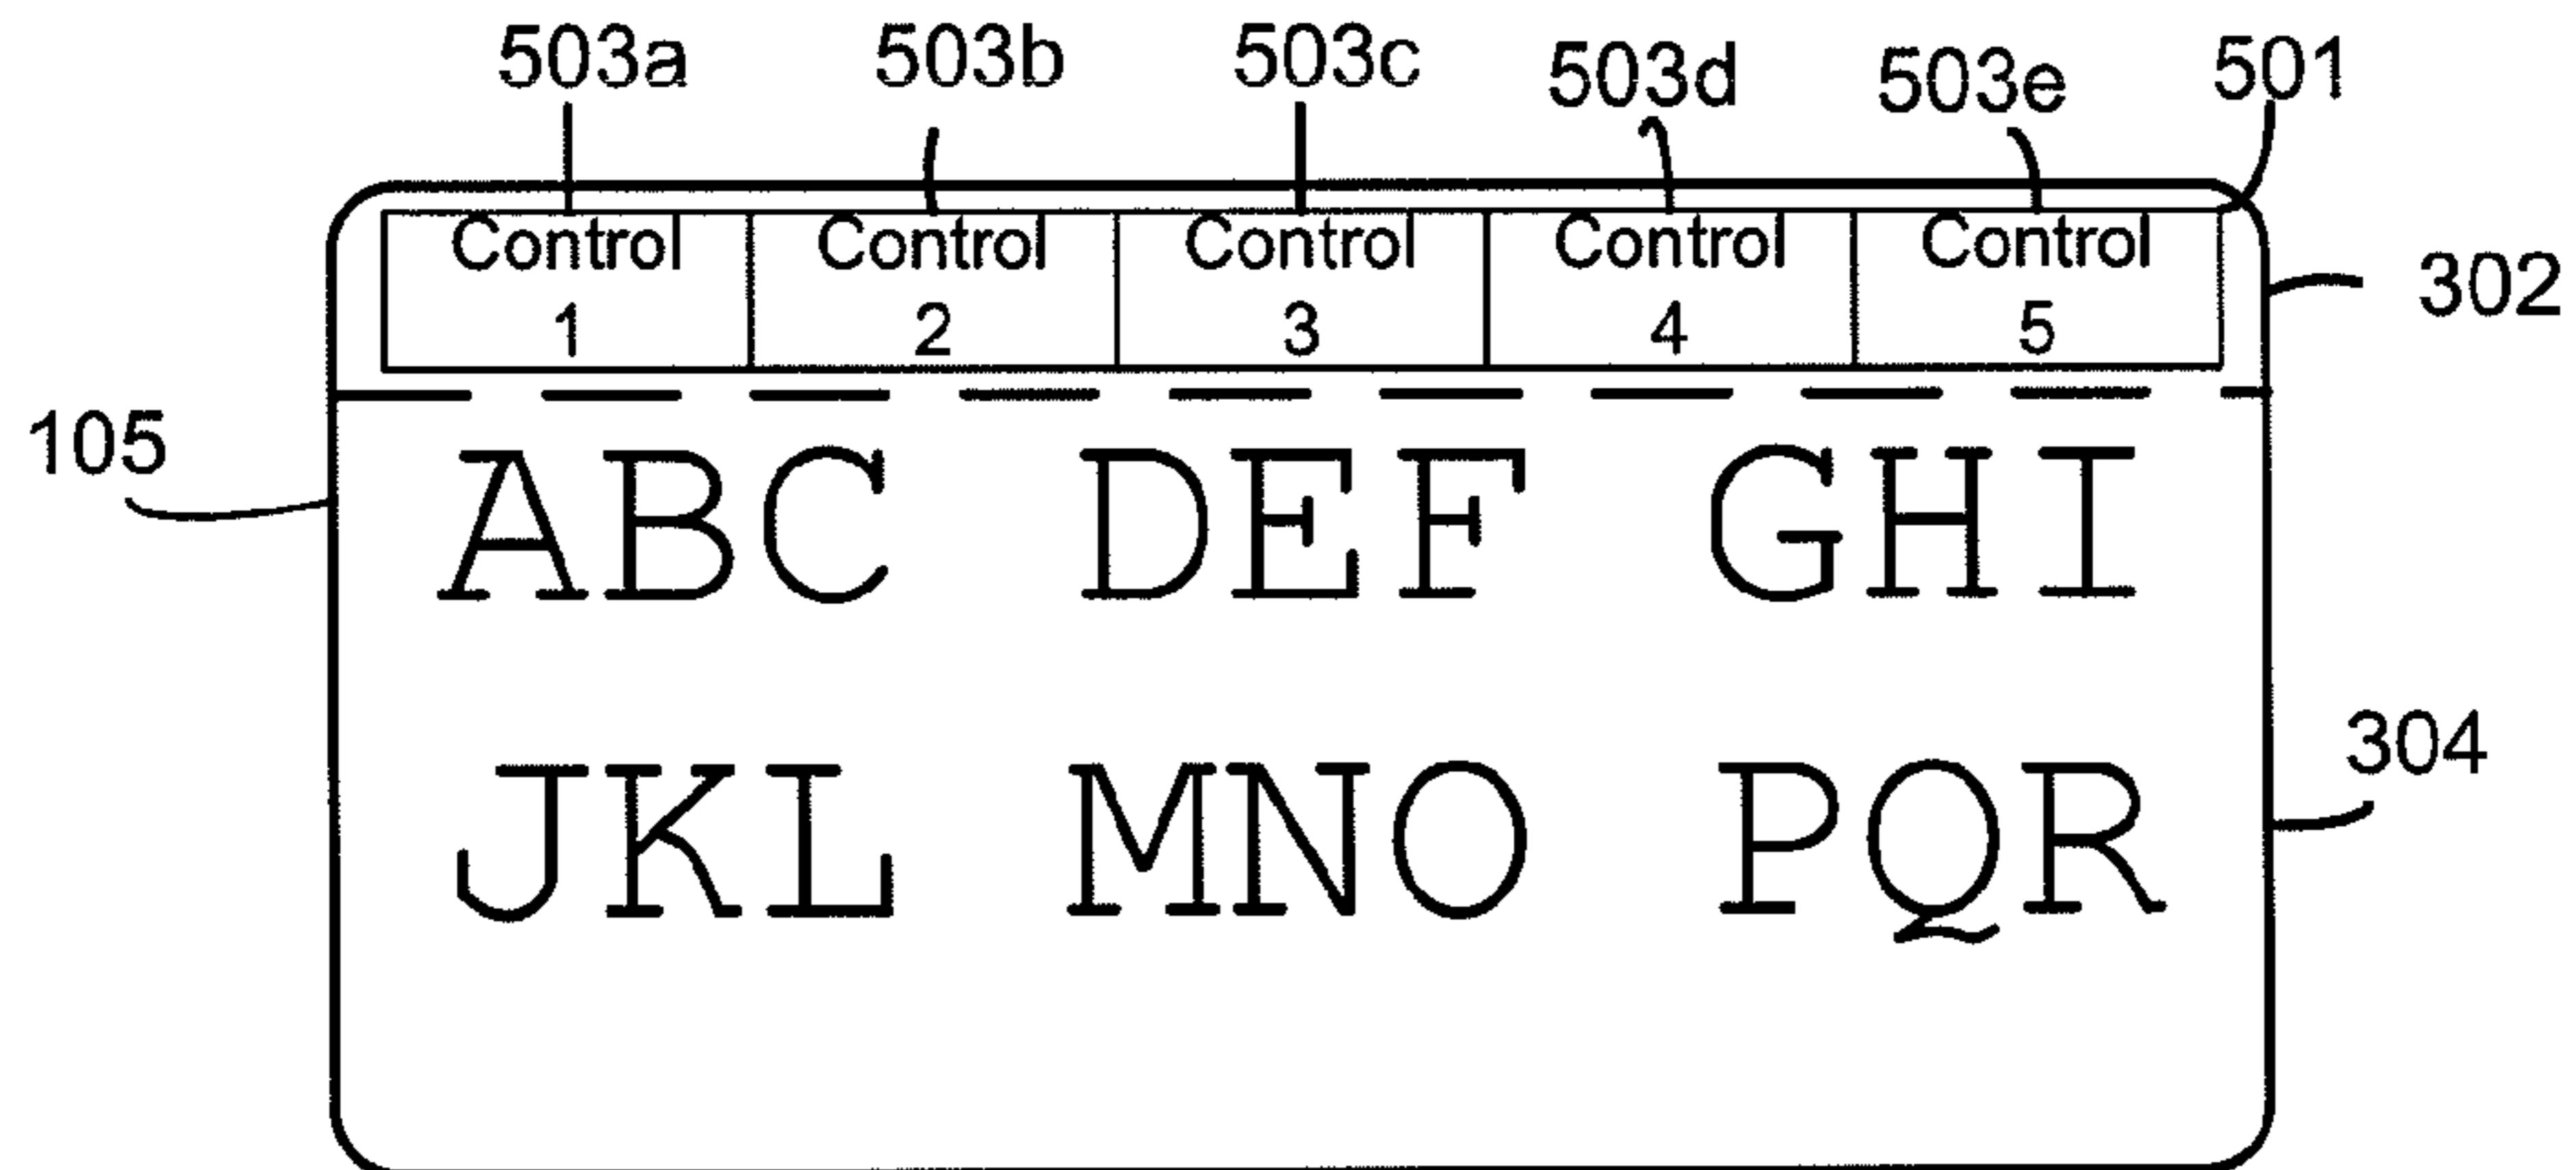 503a 503b 503c 503d 503e 501
Control Control Control Control Control
1 2 3 4 5
302
105
ABC DEF GHI
304
JKL MNO PQR